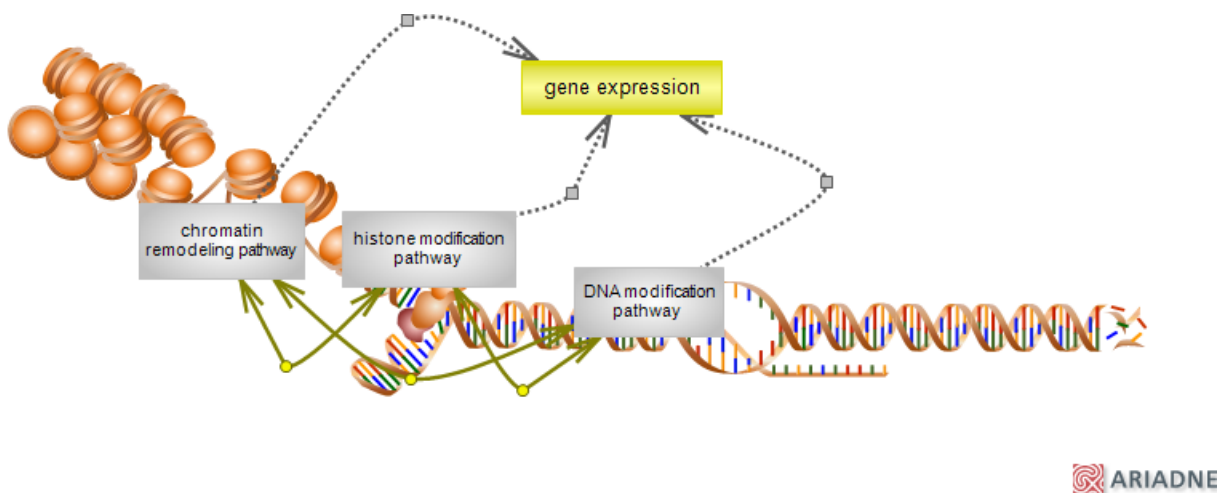 gene expression
chromatin
remodeling pathway
histone modification
pathway
DNA modification
pathway
ARIADNE